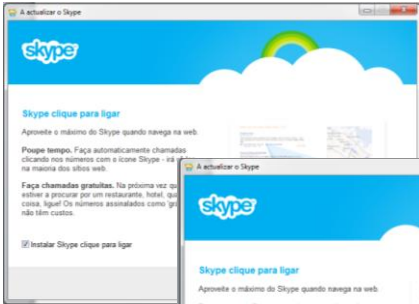 A actualizar o Skype
skype
Skype clique para ligar
Aproveite o máximo do Skype quando navega na web.
Poupe tempo. Faça automaticamente chamadas
clicando nos números com o ícone Skype - irá
na maioria dos sítios web.
Faça chamadas gratuitas. Na próxima vez
estiver a procurar por um restaurante, hotel,
coisa, ligue! Os números assinalados como
não têm custos.
Instalar Skype clique para ligar
A actualizar o Skype
skype
Skype clique para ligar
Aproveite o máximo do Skype quando navega na web.